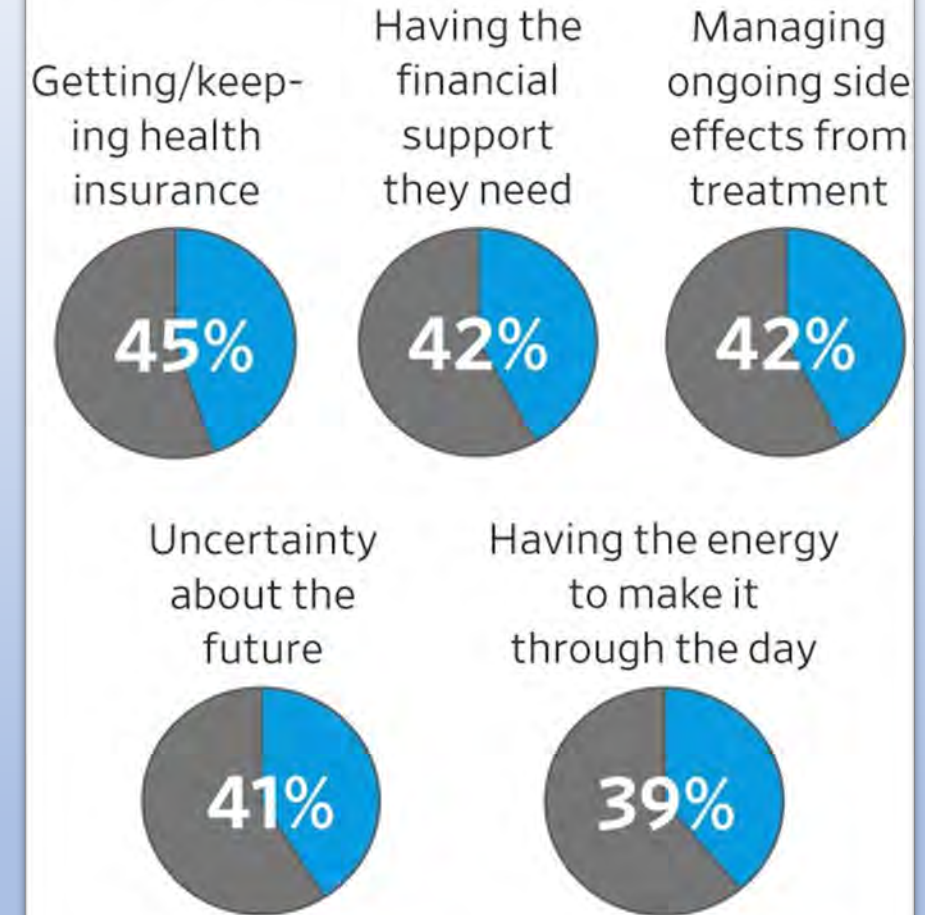 Getting/keep-
ing health
insurance
45%
Having the
financial
support
they need
42%
Managing
ongoing side
effects from
treatment
42%
Uncertainty
about the
future
41%
Having the energy
to make it
through the day
39%